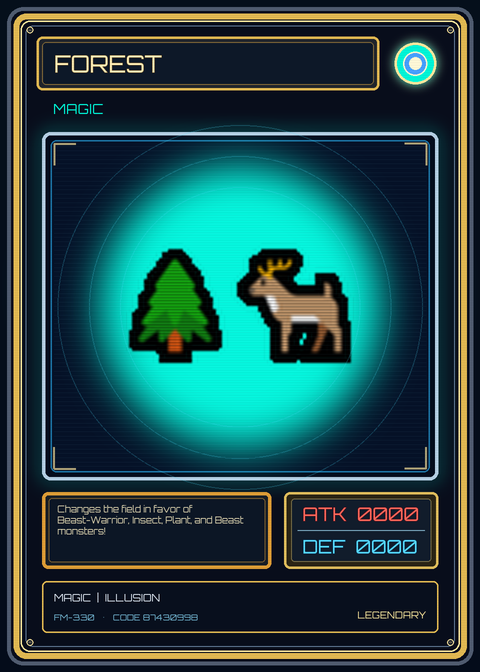 FOREST
MAGIC
Changes the field in favor of
Beast-Warrior, Insect, Plant, and Beast
monsters!
ATK 0000
DEF 0000
MAGIC | ILLUSION
FM-330 · CODE 87430998
LEGENDARY